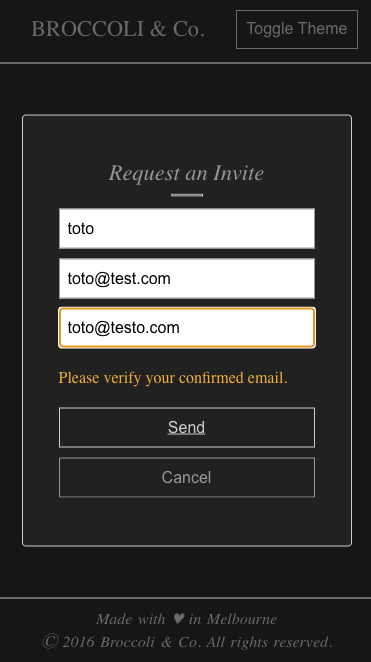 BROCCOLI & Co.
Toggle Theme
Request an Invite
toto
toto@test.com
toto@testo.com
Please verify your confirmed email.
Send
Cancel
Made with ♥ in Melbourne
Ⓒ 2016 Broccoli & Co. All rights reserved.